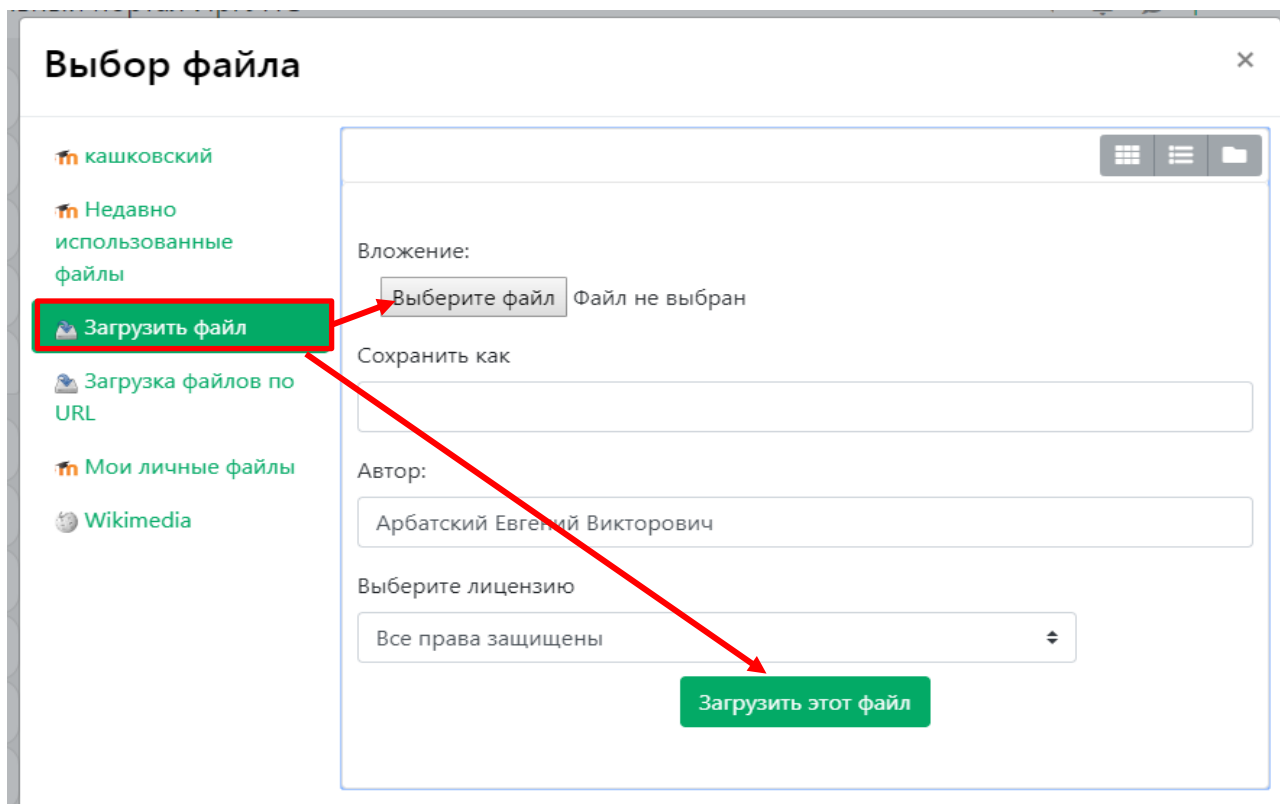 Выбор файла
×
кашковский
Недавно
использованные
файлы
Загрузить файл
Загрузка файлов по
URL
Мои личные файлы
Wikimedia
Вложение:
Выберите файл Файл не выбран
Сохранить как
Автор:
Арбатский Евгений Викторович
Выберите лицензию
Все права защищены
Загрузить этот файл